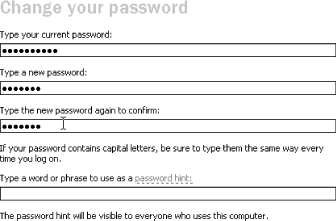 Change your password
Type your current password:
●●●●●●●●●●
Type a new password:
●●●●●●●
Type the new password again to confirm:
●●●●●●●
If your password contains capital letters, be sure to type them the same way every
time you log on.
Type a word or phrase to use as a password hint:
The password hint will be visible to everyone who uses this computer.